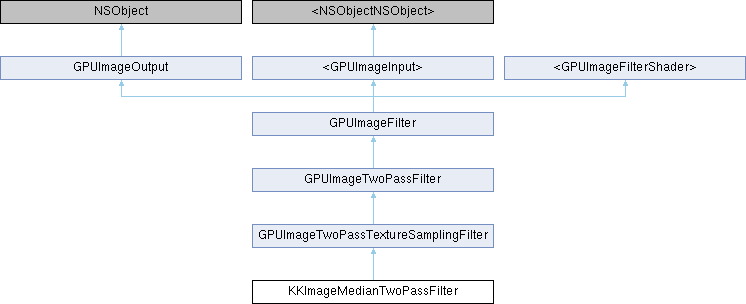 NSObject
<NSObjectNSObject>
GPUImageOutput
<GPUImageInput>
<GPUImageFilterShader>
GPUImageFilter
GPUImageTwoPassFilter
GPUImageTwoPassTextureSamplingFilter
KKImageMedianTwoPassFilter